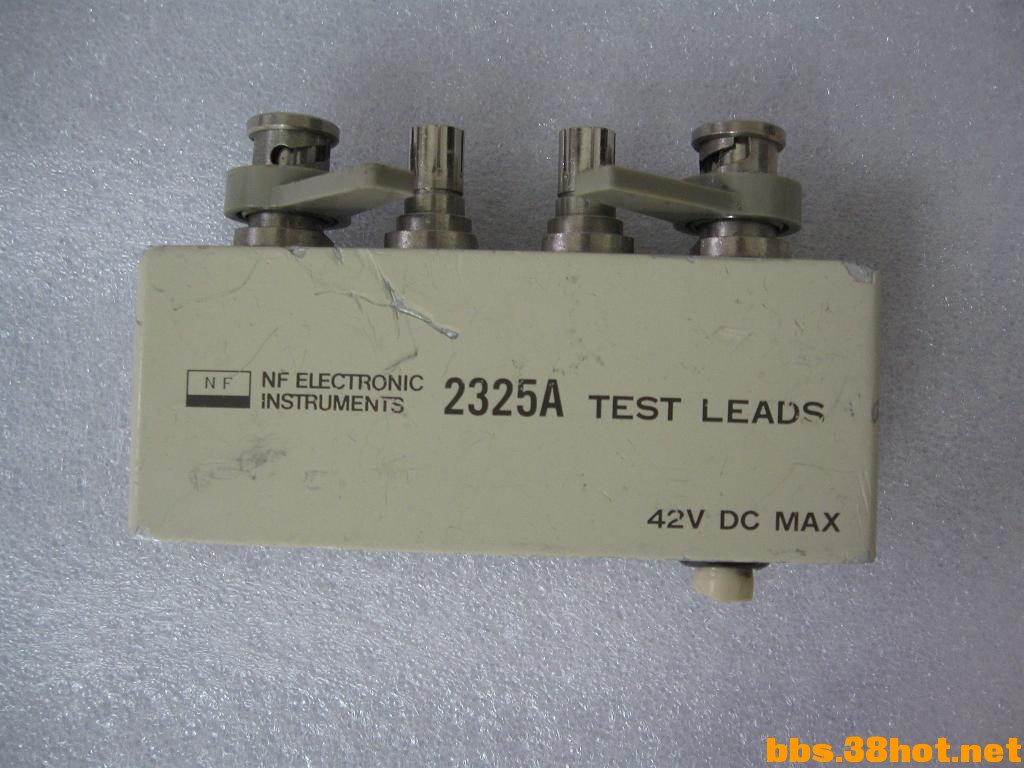 NF
NF ELECTRONIC
INSTRUMENTS
2325A TEST LEADS
42V DC MAX
bbs.38hot.net